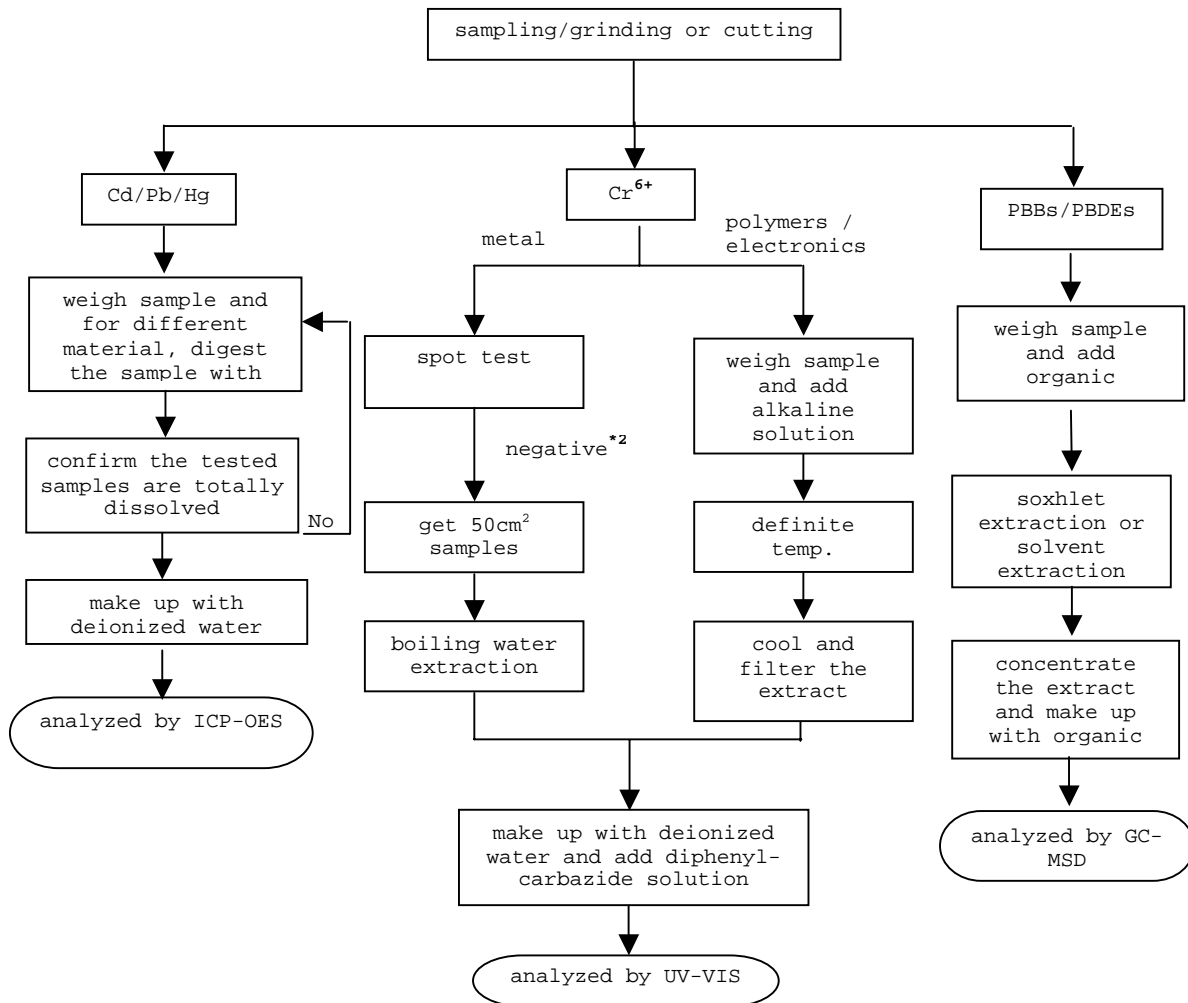 sampling/grinding or cutting
Cd/Pb/Hg
weigh sample and
for different
material, digest
the sample with
confirm the tested
samples are totally
dissolved
No
make up with
deionized water
analyzed by ICP-OES
Cr⁶⁺
metal
spot test
negative*²
get 50cm²
samples
boiling water
extraction
polymers /
electronics
weigh sample
and add
alkaline
solution
definite
temp.
cool and
filter the
extract
make up with deionized
water and add diphenyl-
carbazide solution
analyzed by UV-VIS
PBBs/PBDEs
weigh sample
and add
organic
soxhlet
extraction or
solvent
extraction
concentrate
the extract
and make up
with organic
analyzed by GC-
MSD